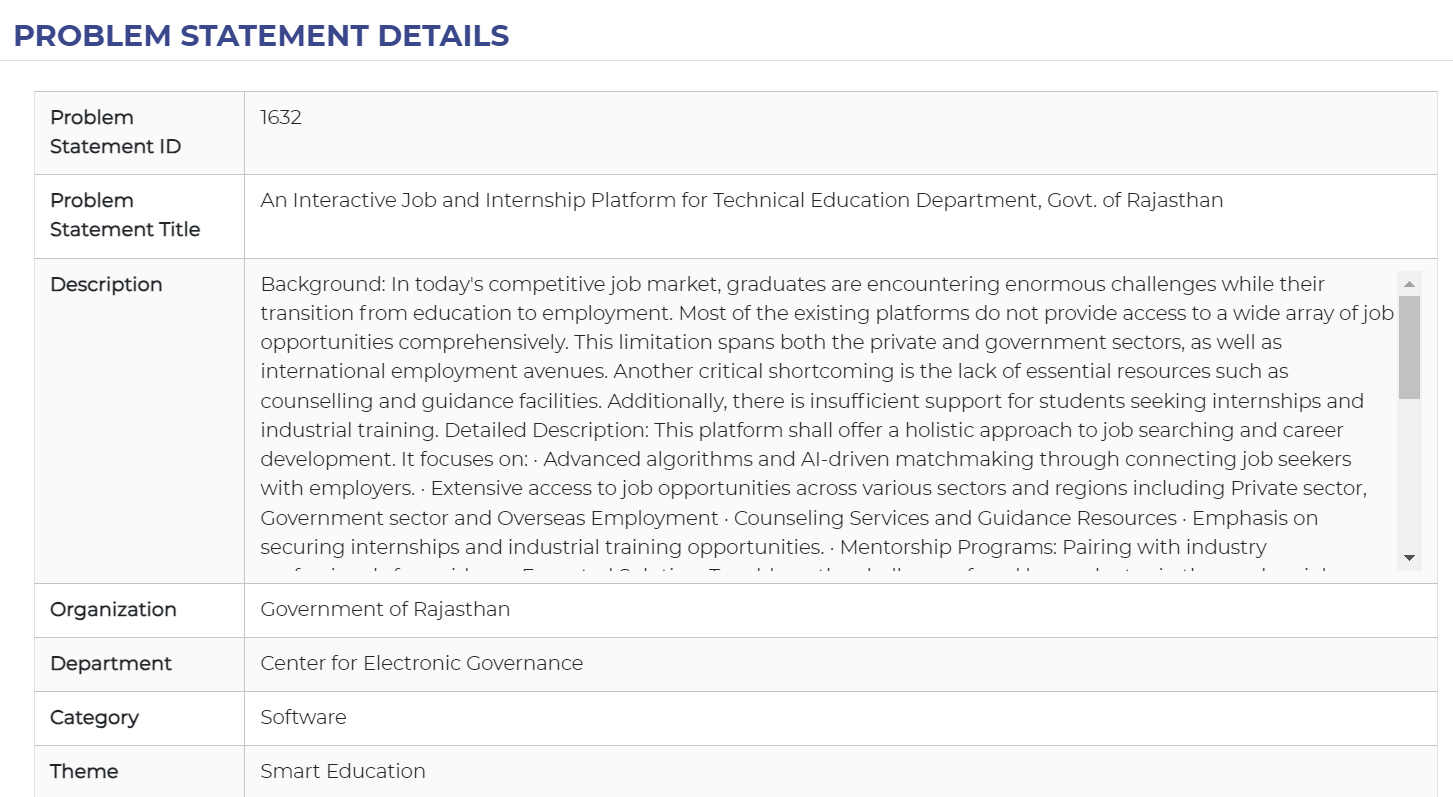 PROBLEM STATEMENT DETAILS
Problem
Statement ID
1632
Problem
Statement Title
An Interactive Job and Internship Platform for Technical Education Department, Govt. of Rajasthan
Description
Background: In today's competitive job market, graduates are encountering enormous challenges while their
transition from education to employment. Most of the existing platforms do not provide access to a wide array of job
opportunities comprehensively. This limitation spans both the private and government sectors, as well as
international employment avenues. Another critical shortcoming is the lack of essential resources such as
counselling and guidance facilities. Additionally, there is insufficient support for students seeking internships and
industrial training. Detailed Description: This platform shall offer a holistic approach to job searching and career
development. It focuses on: · Advanced algorithms and AI-driven matchmaking through connecting job seekers
with employers. · Extensive access to job opportunities across various sectors and regions including Private sector,
Government sector and Overseas Employment · Counseling Services and Guidance Resources · Emphasis on
securing internships and industrial training opportunities. · Mentorship Programs: Pairing with industry
Organization
Government of Rajasthan
Department
Center for Electronic Governance
Category
Software
Theme
Smart Education